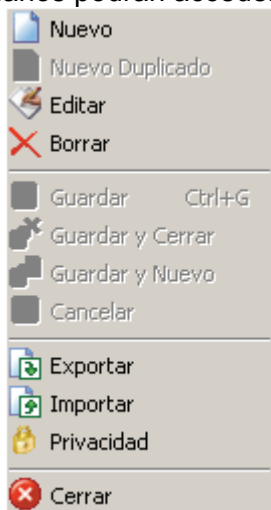 Nuevo
Nuevo Duplicado
Editar
Borrar
Guardar Ctrl+G
Guardar y Cerrar
Guardar y Nuevo
Cancelar
Exportar
Importar
Privacidad
Cerrar